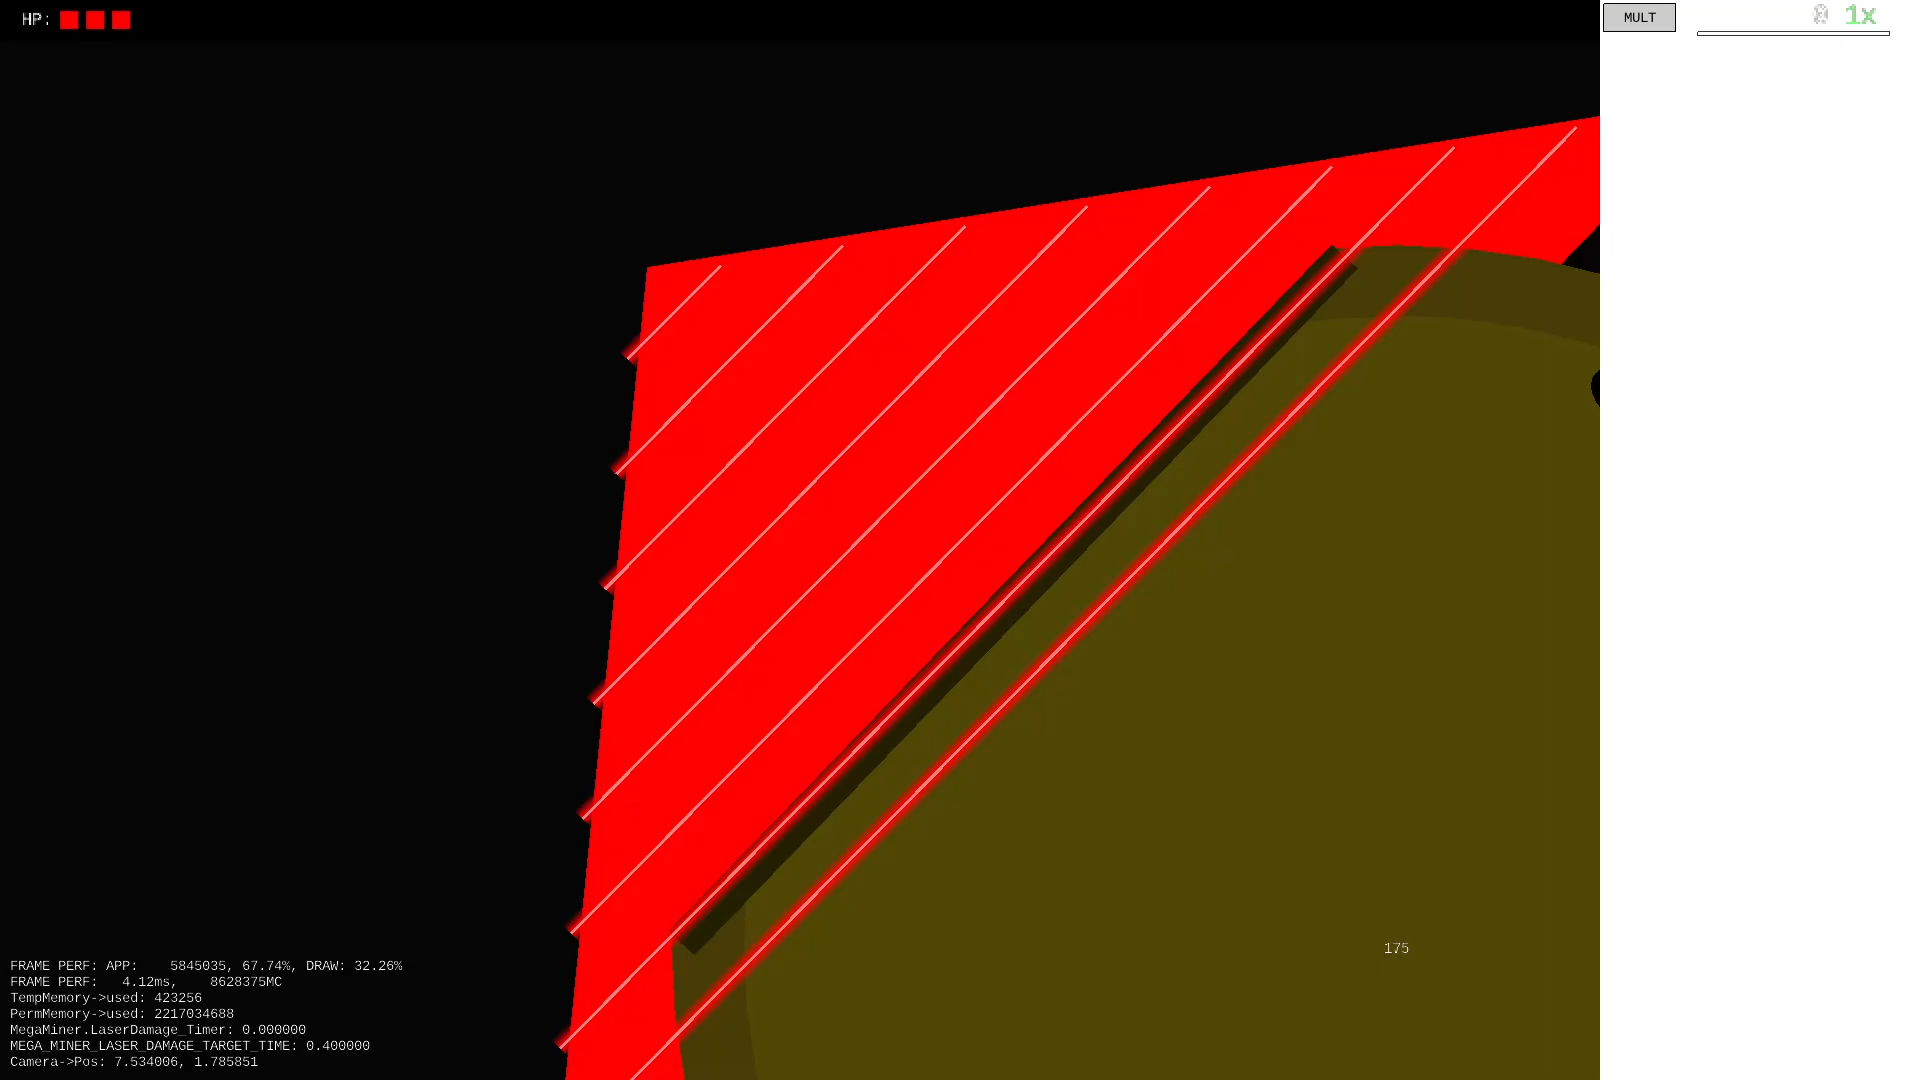 HP:
MULT
1x
175
FRAME PERF: APP:    5845035, 67.74%, DRAW: 32.26%
FRAME PERF:   4.12ms,    8628375MC
TempMemory->used: 423256
PermMemory->used: 2217034688
MegaMiner.LaserDamage_Timer: 0.000000
MEGA_MINER_LASER_DAMAGE_TARGET_TIME: 0.400000
Camera->Pos: 7.534006, 1.785851